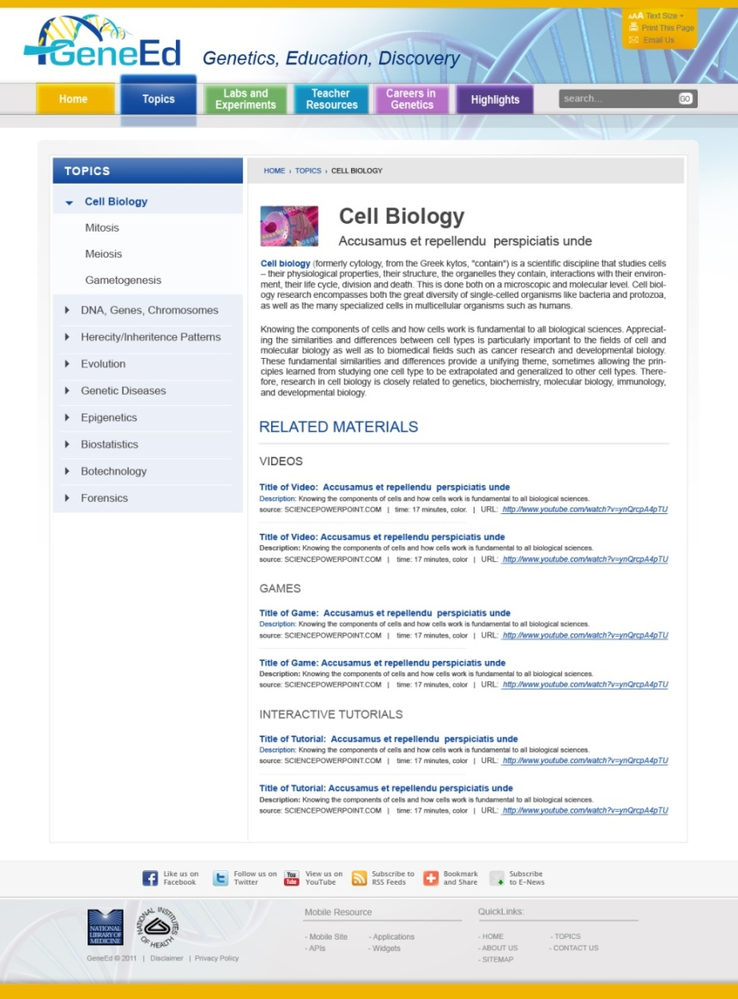 GeneEd
Genetics, Education, Discovery
AAA Text Size +
Print This Page
Email Us
Home
Topics
Labs and
Experiments
Teacher
Resources
Careers in
Genetics
Highlights
search...
GO
TOPICS
Cell Biology
Mitosis
Meiosis
Gametogenesis
DNA, Genes, Chromosomes
Herecity/Inheritence Patterns
Evolution
Genetic Diseases
Epigenetics
Biostatistics
Botechnology
Forensics
HOME › TOPICS › CELL BIOLOGY
Cell Biology
Accusamus et repellendu perspiciatis unde
Cell biology (formerly cytology, from the Greek kytos, "contain") is a scientific discipline that studies cells
– their physiological properties, their structure, the organelles they contain, interactions with their environ-
ment, their life cycle, division and death. This is done both on a microscopic and molecular level. Cell biol-
ogy research encompasses both the great diversity of single-celled organisms like bacteria and protozoa,
as well as the many specialized cells in multicellular organisms such as humans.
Knowing the components of cells and how cells work is fundamental to all biological sciences. Appreciat-
ing the similarities and differences between cell types is particularly important to the fields of cell and
molecular biology as well as to biomedical fields such as cancer research and developmental biology.
These fundamental similarities and differences provide a unifying theme, sometimes allowing the prin-
ciples learned from studying one cell type to be extrapolated and generalized to other cell types. There-
fore, research in cell biology is closely related to genetics, biochemistry, molecular biology, immunology,
and developmental biology.
RELATED MATERIALS
VIDEOS
Title of Video: Accusamus et repellendu perspiciatis unde
Description: Knowing the components of cells and how cells work is fundamental to all biological sciences.
source: SCIENCEPOWERPOINT.COM | time: 17 minutes, color. | URL: http://www.youtube.com/watch?v=ynQrcpA4pTU
Title of Video: Accusamus et repellendu perspiciatis unde
Description: Knowing the components of cells and how cells work is fundamental to all biological sciences.
source: SCIENCEPOWERPOINT.COM | time: 17 minutes, color | URL: http://www.youtube.com/watch?v=ynQrcpA4pTU
GAMES
Title of Game: Accusamus et repellendu perspiciatis unde
Description: Knowing the components of cells and how cells work is fundamental to all biological sciences.
source: SCIENCEPOWERPOINT.COM | time: 17 minutes, color | URL: http://www.youtube.com/watch?v=ynQrcpA4pTU
Title of Game: Accusamus et repellendu perspiciatis unde
Description: Knowing the components of cells and how cells work is fundamental to all biological sciences.
source: SCIENCEPOWERPOINT.COM | time: 17 minutes, color | URL: http://www.youtube.com/watch?v=ynQrcpA4pTU
INTERACTIVE TUTORIALS
Title of Tutorial: Accusamus et repellendu perspiciatis unde
Description: Knowing the components of cells and how cells work is fundamental to all biological sciences.
source: SCIENCEPOWERPOINT.COM | time: 17 minutes, color | URL: http://www.youtube.com/watch?v=ynQrcpA4pTU
Title of Tutorial: Accusamus et repellendu perspiciatis unde
Description: Knowing the components of cells and how cells work is fundamental to all biological sciences.
source: SCIENCEPOWERPOINT.COM | time: 17 minutes, color | URL: http://www.youtube.com/watch?v=ynQrcpA4pTU
Like us on
Facebook
Follow us on
Twitter
You
Tube
View us on
YouTube
Subscribe to
RSS Feeds
Bookmark
and Share
Subscribe
to E-News
NATIONAL
LIBRARY OF
MEDICINE
NATIONAL INSTITUTES
OF HEALTH
GeneEd © 2011 | Disclaimer | Privacy Policy
Mobile Resource
- Mobile Site - Applications
- APIs - Widgets
QuickLinks:
- HOME - TOPICS
- ABOUT US - CONTACT US
- SITEMAP